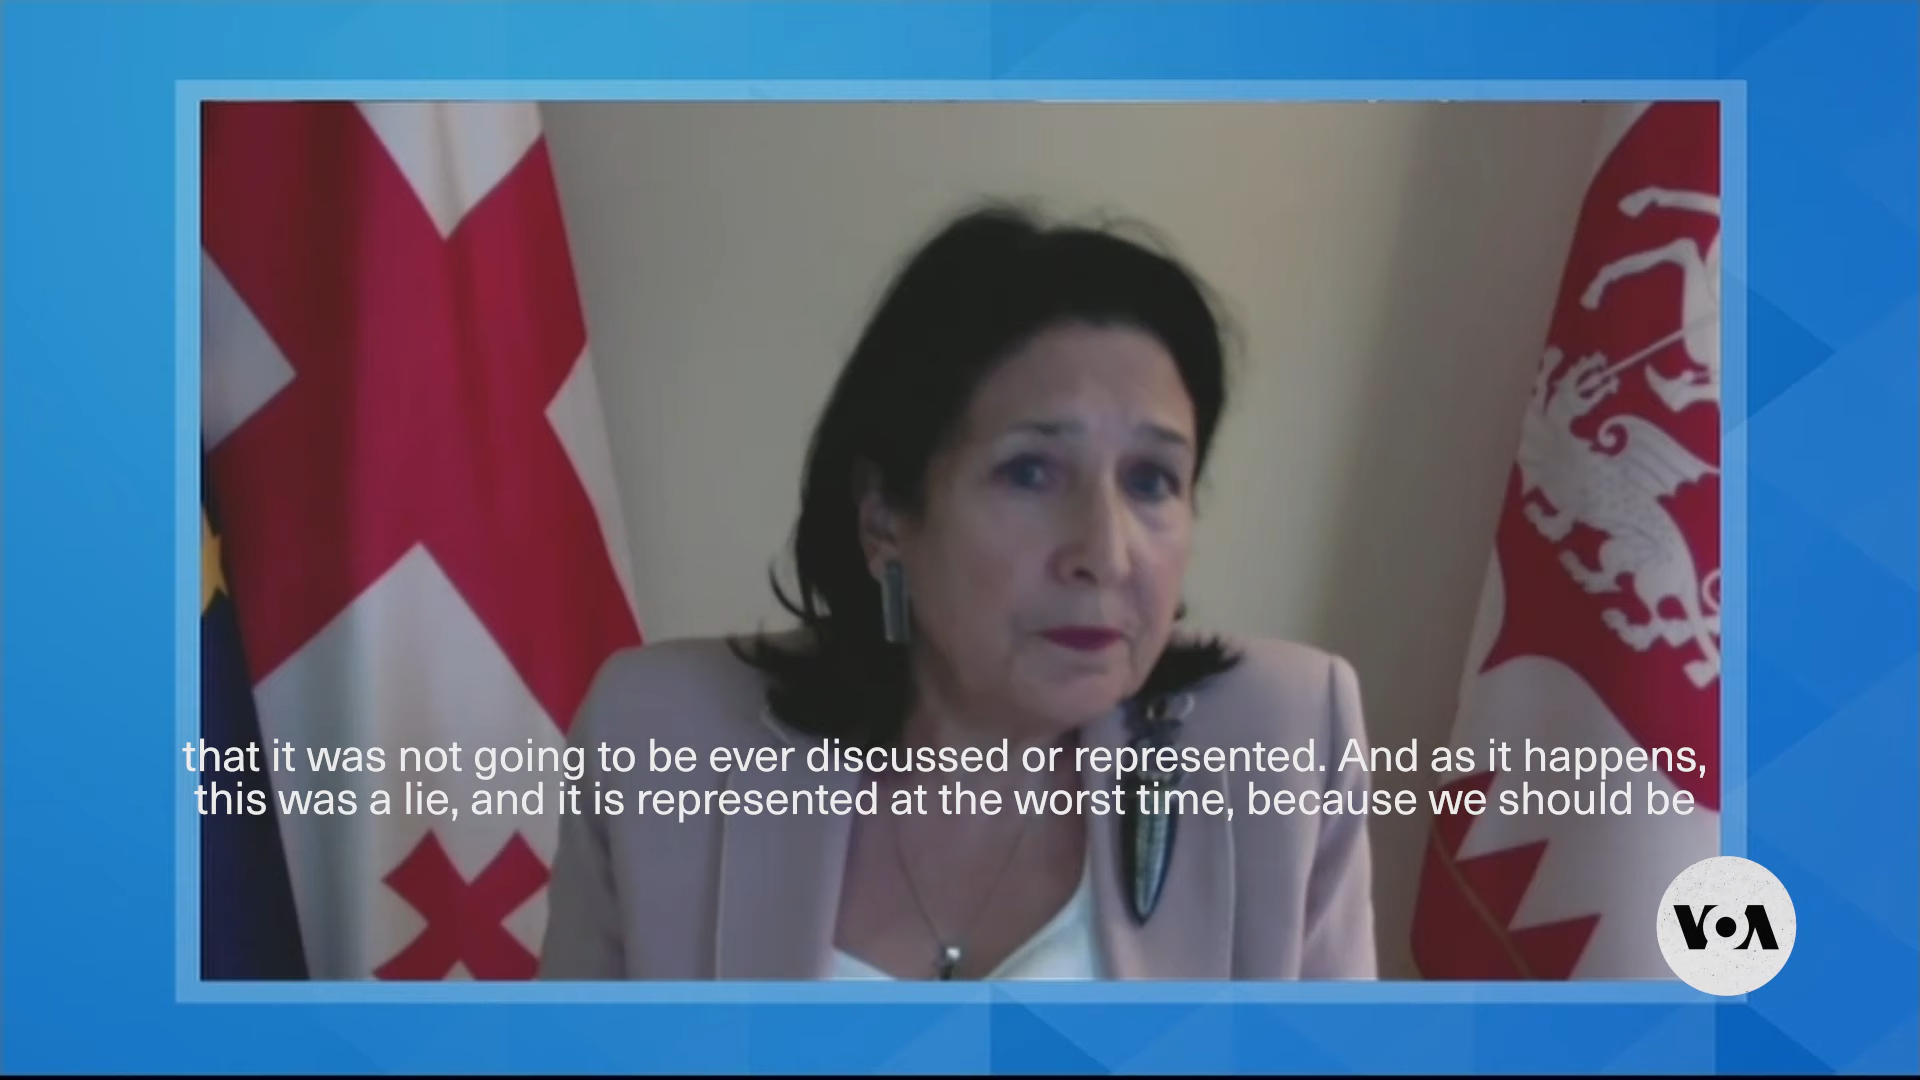 that it was not going to be ever discussed or represented. And as it happens,
this was a lie, and it is represented at the worst time, because we should be
VOA